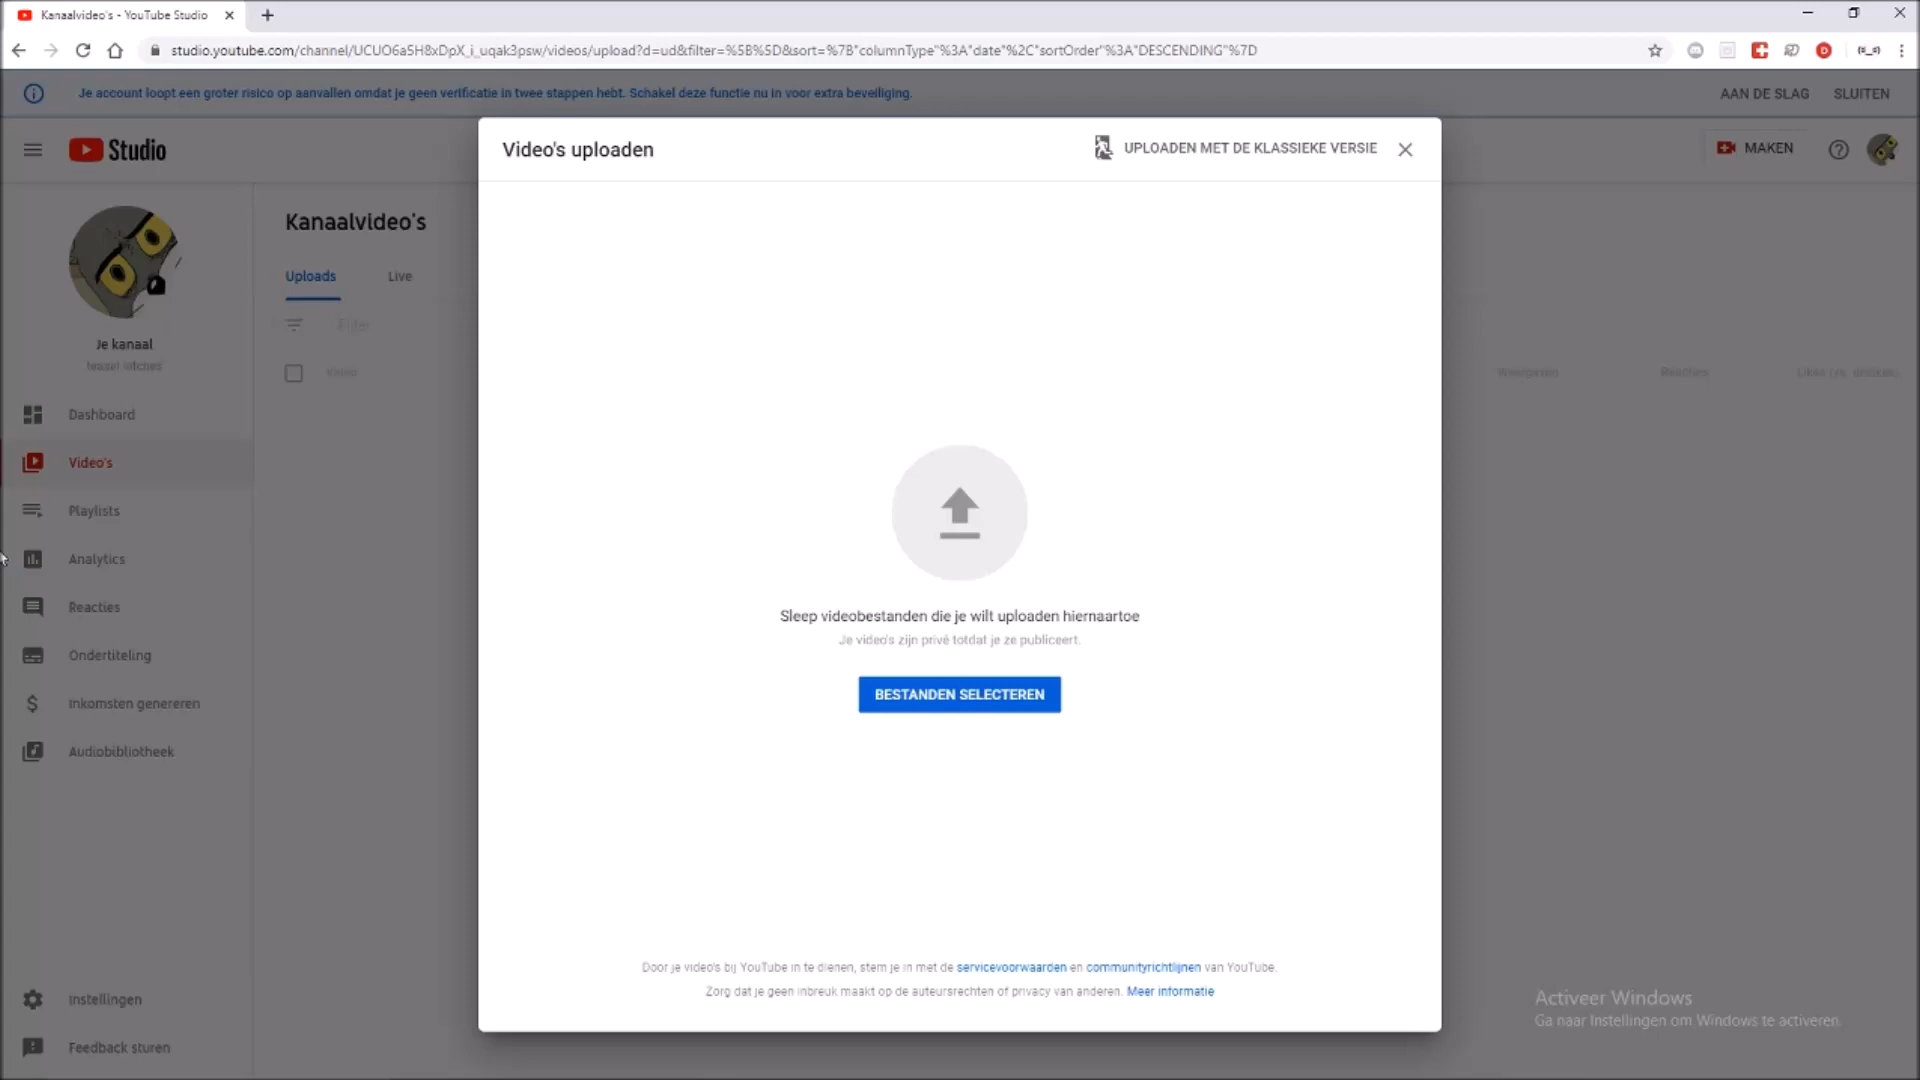 Kanaalvideo's - YouTube Studio
studio.youtube.com/channel/UCUO6a5H8xDpX_i_uqak3psw/videos/upload?d=ud&filter=%5B%5D&sort=%7B"columnType"%3A"date"%2C"sortOrder"%3A"DESCENDING"%7D
Je account loopt een groter risico op aanvallen omdat je geen verificatie in twee stappen hebt. Schakel deze functie nu in voor extra beveiliging.
AAN DE SLAG
SLUITEN
Studio
Video's uploaden
UPLOADEN MET DE KLASSIEKE VERSIE
MAKEN
Kanaalvideo's
Uploads
Live
Filter
Video
Weergaven
Reacties
Je kanaal
Dashboard
Video's
Playlists
Analytics
Reacties
Ondertiteling
Inkomsten genereren
Audiobibliotheek
Instellingen
Feedback sturen
Sleep videobestanden die je wilt uploaden hiernaartoe
Je video's zijn privé totdat je ze publiceert.
BESTANDEN SELECTEREN
Door je video's bij YouTube in te dienen, stem je in met de servicevoorwaarden en communityrichtlijnen van YouTube.
Zorg dat je geen inbreuk maakt op de auteursrechten of privacy van anderen. Meer informatie
Activeer Windows
Ga naar Instellingen om Windows te activeren.